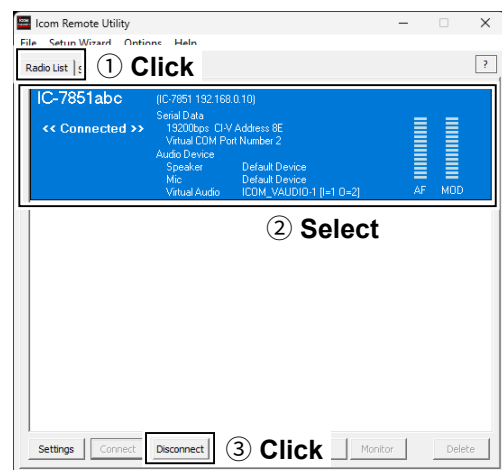 Icom Remote Utility
File Setup Wizard Options Help
Radio List
① Click
?
IC-7851abc (IC-7851 192.168.0.10)
Serial Data
<< Connected >> 19200bps CI-V Address 8E
Virtual COM Port Number 2
Audio Device
Speaker Default Device
Mic Default Device
Virtual Audio ICOM_VAUDIO-1 [I=1 O=2]
AF MOD
② Select
Settings Connect Disconnect ③ Click Monitor Delete